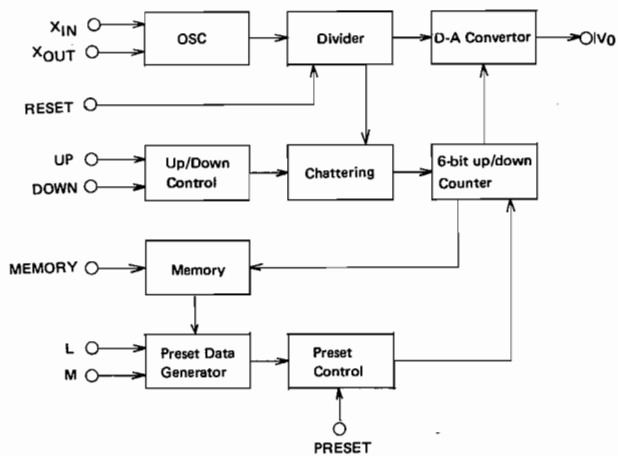 XIN
XOUT
OSC
Divider
D-A Convertor
V0
RESET
UP
DOWN
Up/Down
Control
Chattering
6-bit up/down
Counter
MEMORY
Memory
L
M
Preset Data
Generator
Preset
Control
PRESET